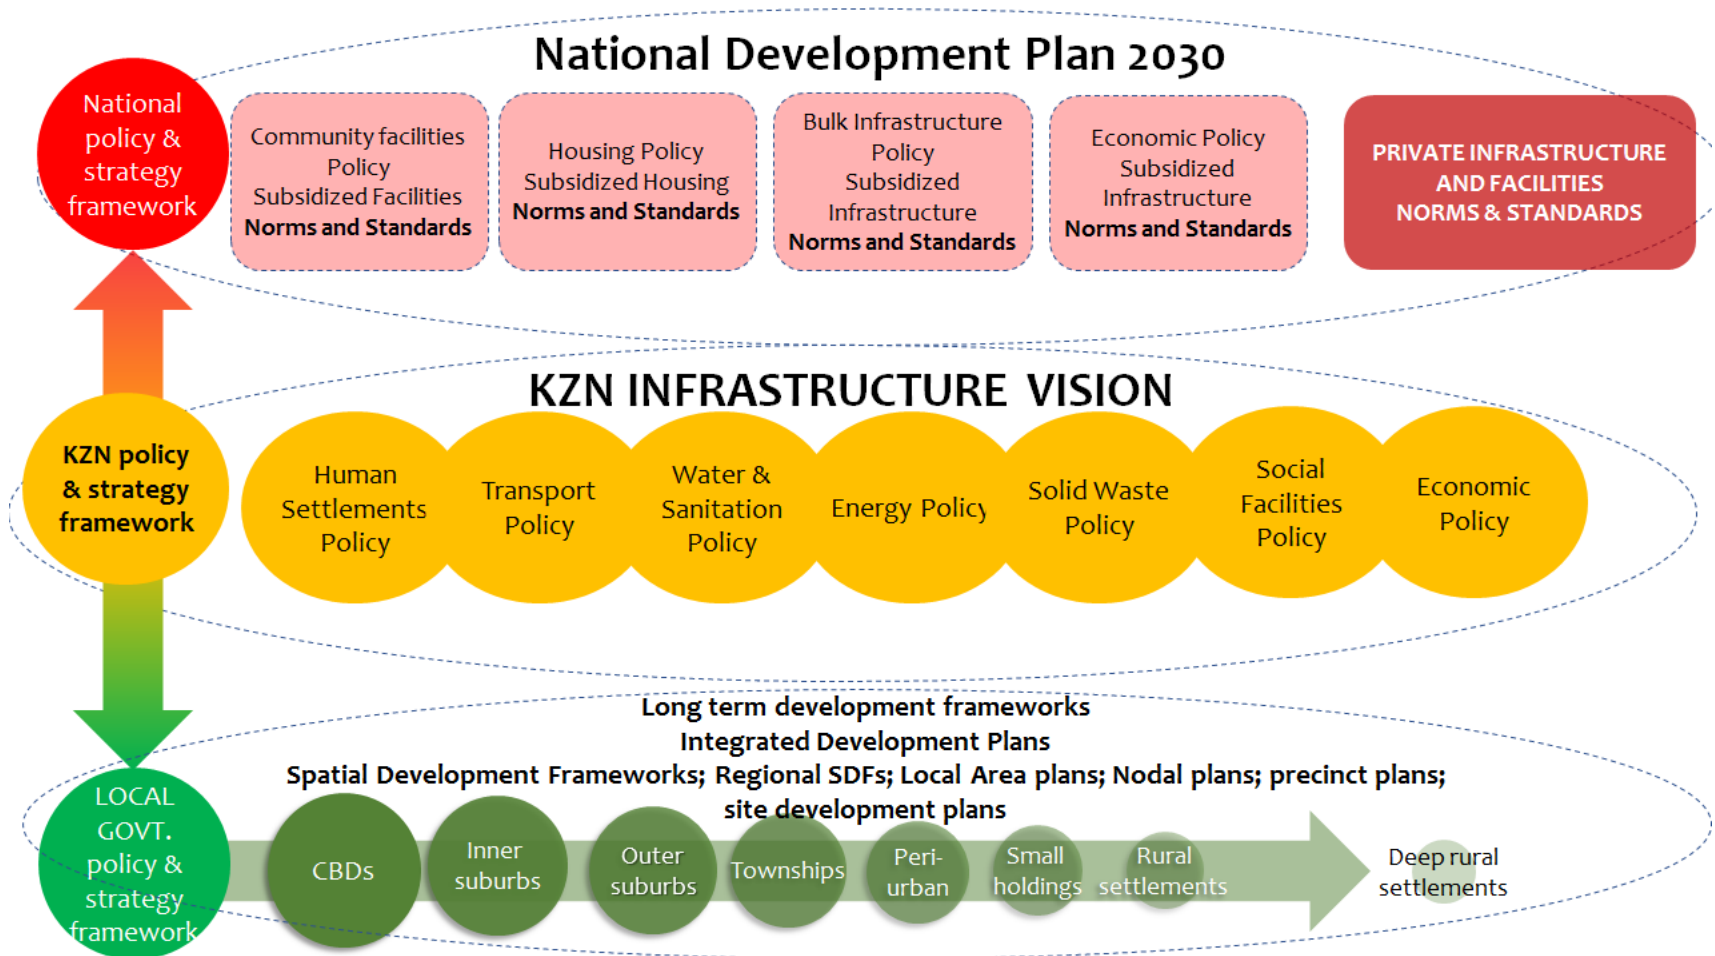 National Development Plan 2030
National
policy &
strategy
framework
Community facilities
Policy
Subsidized Facilities
Norms and Standards
Housing Policy
Subsidized Housing
Norms and Standards
Bulk Infrastructure
Policy
Subsidized
Infrastructure
Norms and Standards
Economic Policy
Subsidized
Infrastructure
Norms and Standards
PRIVATE INFRASTRUCTURE
AND FACILITIES
NORMS & STANDARDS
KZN INFRASTRUCTURE VISION
KZN policy
& strategy
framework
Human
Settlements
Policy
Transport
Policy
Water &
Sanitation
Policy
Energy Policy
Solid Waste
Policy
Social
Facilities
Policy
Economic
Policy
Long term development frameworks
Integrated Development Plans
Spatial Development Frameworks; Regional SDFs; Local Area plans; Nodal plans; precinct plans;
site development plans
LOCAL
GOVT.
policy &
strategy
framework
CBDs
Inner
suburbs
Outer
suburbs
Townships
Peri-
urban
Small
holdings
Rural
settlements
Deep rural
settlements